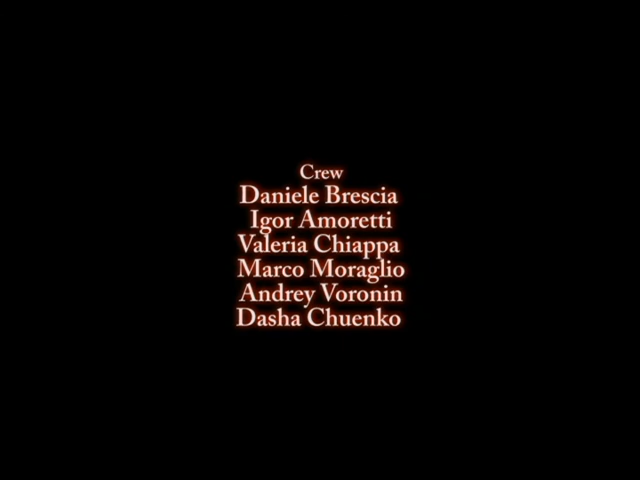 Crew
Daniele Brescia
Igor Amoretti
Valeria Chiappa
Marco Moraglio
Andrey Voronin
Dasha Chuenko